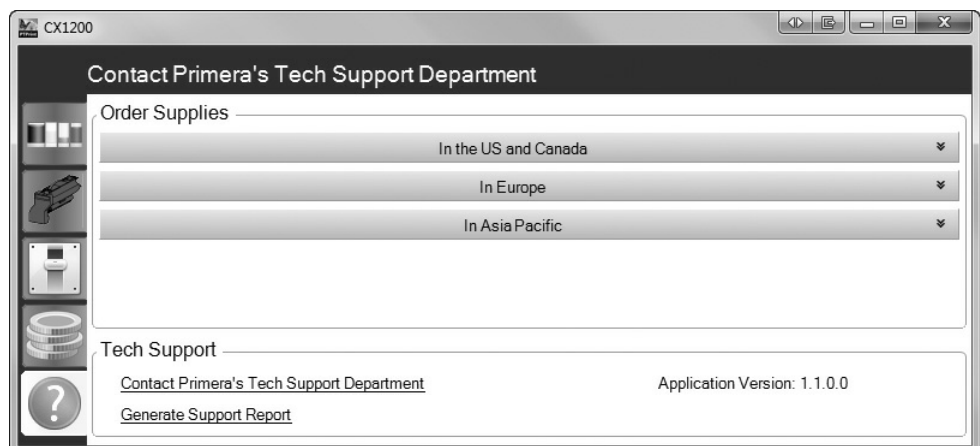 CX1200
Contact Primera's Tech Support Department
Order Supplies
In the US and Canada
In Europe
In Asia Pacific
Tech Support
Contact Primera's Tech Support Department
Application Version: 1.1.0.0
Generate Support Report